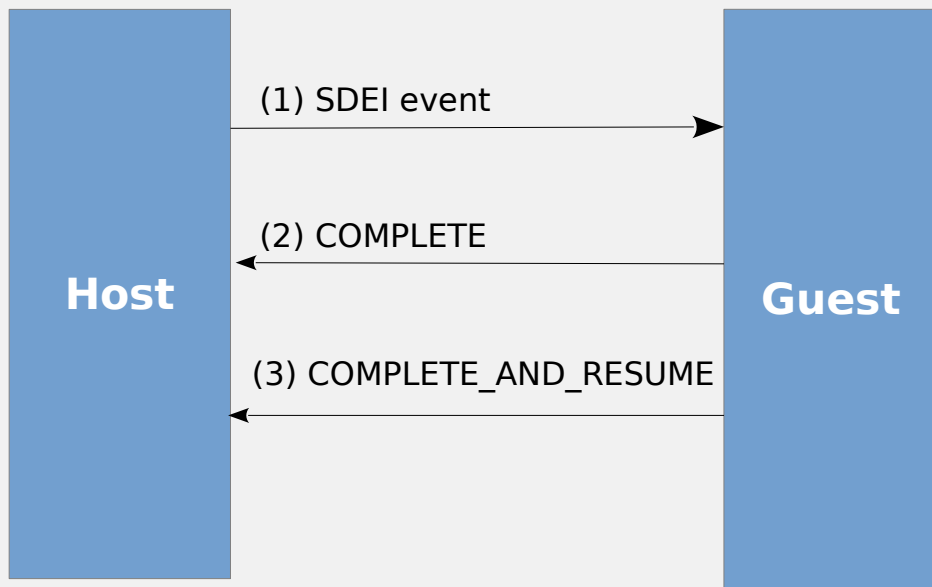 (1) SDEI event
(2) COMPLETE
Host
Guest
(3) COMPLETE_AND_RESUME